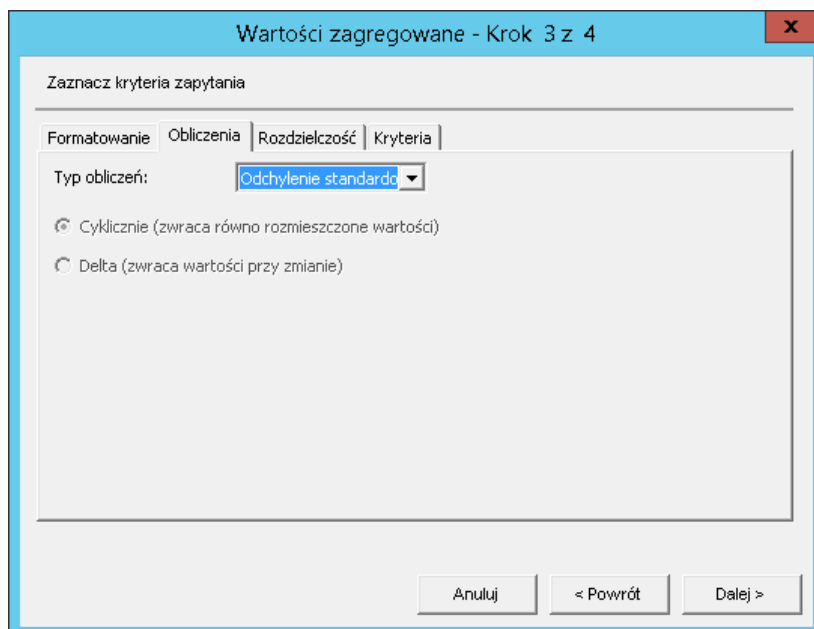 Wartości zagregowane - Krok 3 z 4
x
Zaznacz kryteria zapytania
Formatowanie Obliczenia Rozdzielczość Kryteria
Typ obliczeń: Odchylenie standardo
Cyklicznie (zwraca równo rozmieszczone wartości)
Delta (zwraca wartości przy zmianie)
Anuluj < Powrót Dalej >